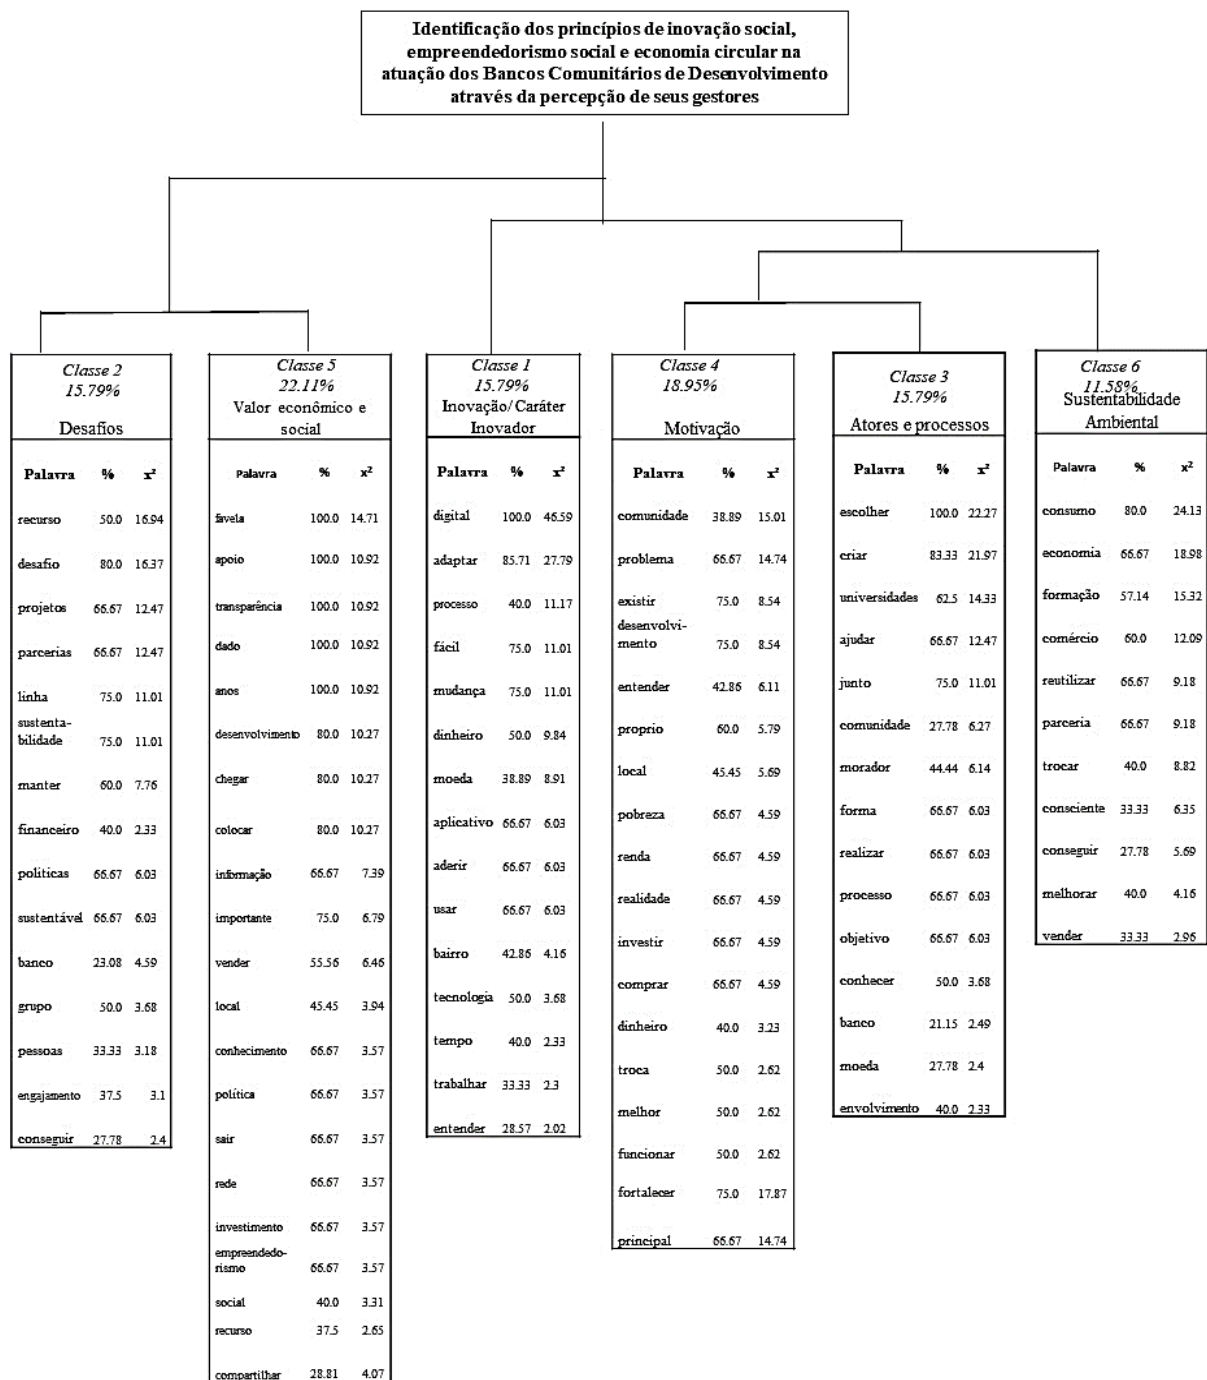 Identificação dos princípios de inovação social,
empreendedorismo social e economia circular na
atuação dos Bancos Comunitários de Desenvolvimento
através da percepção de seus gestores
Classe 2
15.79%
Desafios
Palavra % x²
recurso 50.0 16.94
desafio 80.0 16.37
projetos 66.67 12.47
parcerias 66.67 12.47
linha 75.0 11.01
sustenta-
bilidade 75.0 11.01
manter 60.0 7.76
financeiro 40.0 2.33
politicas 66.67 6.03
sustentável 66.67 6.03
banco 23.08 4.59
grupo 50.0 3.68
pessoas 33.33 3.18
engajamento 37.5 3.1
conseguir 27.78 2.4
Classe 5
22.11%
Valor econômico e
social
Palavra % x²
favela 100.0 14.71
apoio 100.0 10.92
transparência 100.0 10.92
dado 100.0 10.92
anos 100.0 10.92
desenvolvimento 80.0 10.27
chegar 80.0 10.27
colocar 80.0 10.27
informação 66.67 7.39
importante 75.0 6.79
vender 55.56 6.46
local 45.45 3.94
conhecimento 66.67 3.57
política 66.67 3.57
sair 66.67 3.57
rede 66.67 3.57
investimento 66.67 3.57
empreendedo-
rismo 66.67 3.57
social 40.0 3.31
recurso 37.5 2.65
compartilhar 28.81 4.07
Classe 1
15.79%
Inovação/Caráter
Inovador
Palavra % x²
digital 100.0 46.59
adaptar 85.71 27.79
processo 40.0 11.17
fácil 75.0 11.01
mudança 75.0 11.01
dinheiro 50.0 9.84
moeda 38.89 8.91
aplicativo 66.67 6.03
aderir 66.67 6.03
usar 66.67 6.03
bairro 42.86 4.16
tecnologia 50.0 3.68
tempo 40.0 2.33
trabalhar 33.33 2.3
entender 28.57 2.02
Classe 4
18.95%
Motivação
Palavra % x²
comunidade 38.89 15.01
problema 66.67 14.74
existir 75.0 8.54
desenvolvi-
mento 75.0 8.54
entender 42.86 6.11
proprio 60.0 5.79
local 45.45 5.69
pobreza 66.67 4.59
renda 66.67 4.59
realidade 66.67 4.59
investir 66.67 4.59
comprar 66.67 4.59
dinheiro 40.0 3.23
troca 50.0 2.62
melhor 50.0 2.62
funcionar 50.0 2.62
fortalecer 75.0 17.87
principal 66.67 14.74
Classe 3
15.79%
Atores e processos
Palavra % x²
escolher 100.0 22.27
criar 83.33 21.97
universidades 62.5 14.33
ajudar 66.67 12.47
junto 75.0 11.01
comunidade 27.78 6.27
morador 44.44 6.14
forma 66.67 6.03
realizar 66.67 6.03
processo 66.67 6.03
objetivo 66.67 6.03
conhecer 50.0 3.68
banco 21.15 2.49
moeda 27.78 2.4
envolvimento 40.0 2.33
Classe 6
11.58%
Sustentabilidade
Ambiental
Palavra % x²
consumo 80.0 24.13
economia 66.67 18.98
formação 57.14 15.32
comércio 60.0 12.09
reutilizar 66.67 9.18
parceria 66.67 9.18
trocar 40.0 8.82
consciente 33.33 6.35
conseguir 27.78 5.69
melhorar 40.0 4.16
vender 33.33 2.96